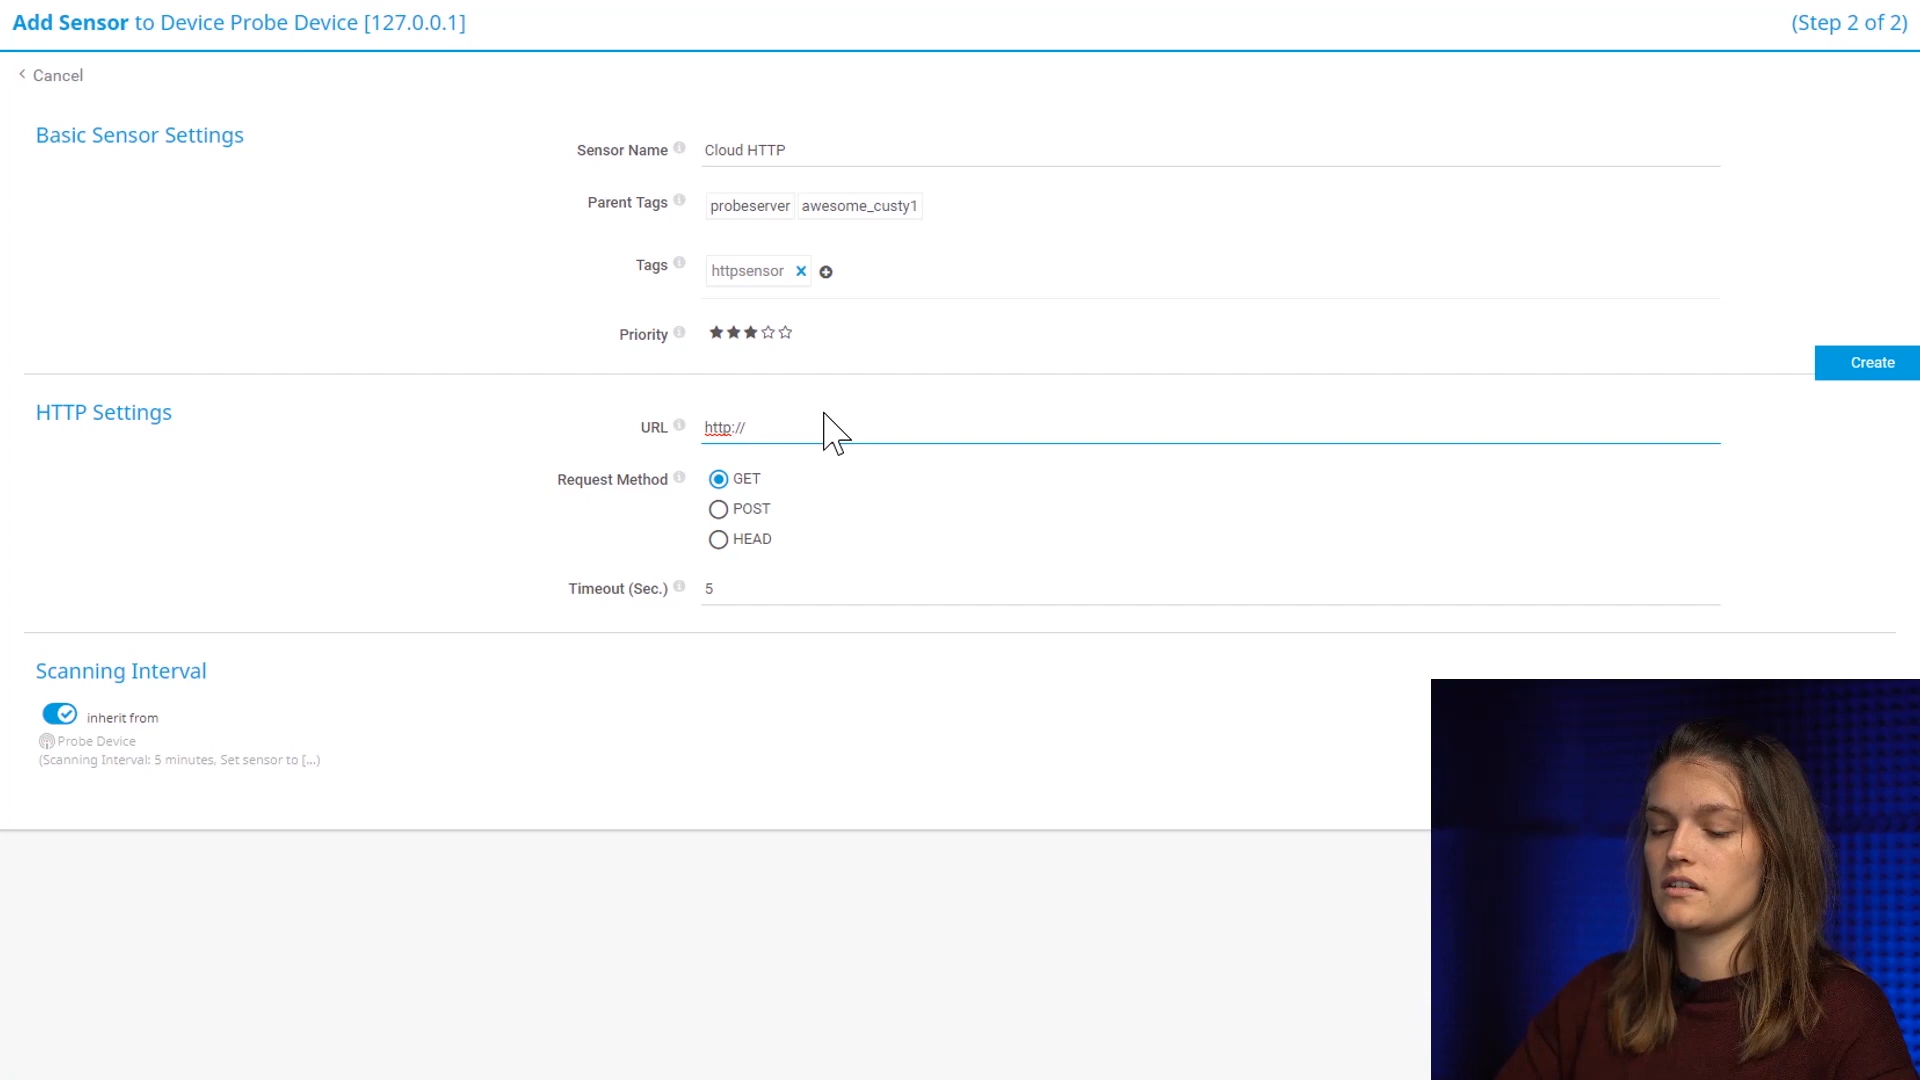 Add Sensor to Device Probe Device [127.0.0.1]
(Step 2 of 2)
Cancel
Basic Sensor Settings
Sensor Name
Cloud HTTP
Parent Tags
probeserver awesome_custy1
Tags
httpsensor
Priority
Create
HTTP Settings
URL
http://
Request Method
GET
POST
HEAD
Timeout (Sec.)
5
Scanning Interval
inherit from
Probe Device
(Scanning Interval: 5 minutes, Set sensor to [...)